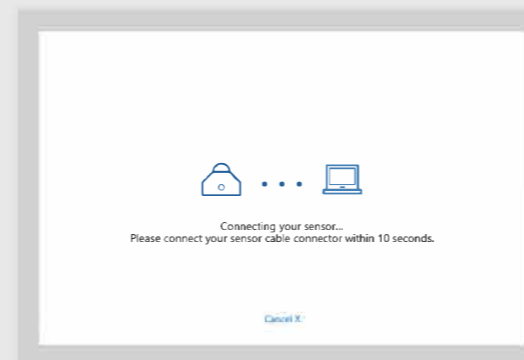 Connecting your sensor...
Please connect your sensor cable connector within 10 seconds.
Cancel X